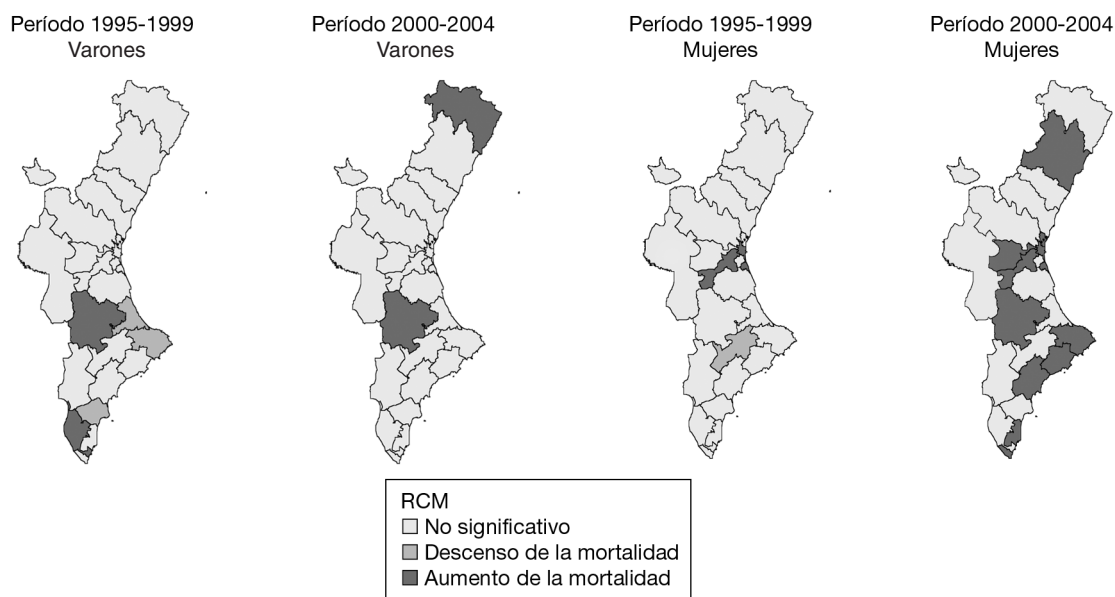 Período 1995-1999
Varones
Período 2000-2004
Varones
Período 1995-1999
Mujeres
Período 2000-2004
Mujeres
RCM
No significativo
Descenso de la mortalidad
Aumento de la mortalidad